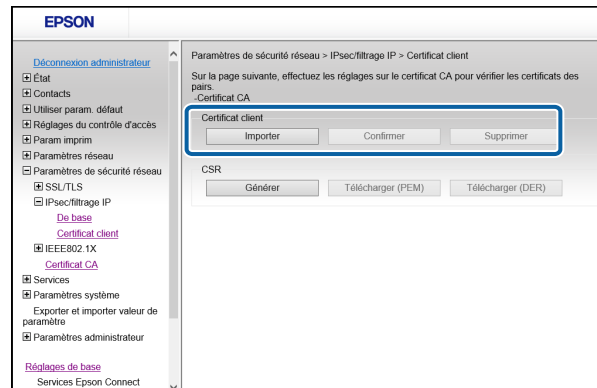 EPSON
Déconnexion administrateur
État
Contacts
Utiliser param. défaut
Réglages du contrôle d'accès
Param imprim
Paramètres réseau
Paramètres de sécurité réseau
SSL/TLS
IPsec/filtrage IP
De base
Certificat client
IEEE802.1X
Certificat CA
Services
Paramètres système
Exporter et importer valeur de
paramètre
Paramètres administrateur
Réglages de base
Services Epson Connect
Paramètres de sécurité réseau > IPsec/filtrage IP > Certificat client
Sur la page suivante, effectuez les réglages sur le certificat CA pour vérifier les certificats des
pairs.
-Certificat CA
Certificat client
Importer Confirmer Supprimer
CSR
Générer Télécharger (PEM) Télécharger (DER)